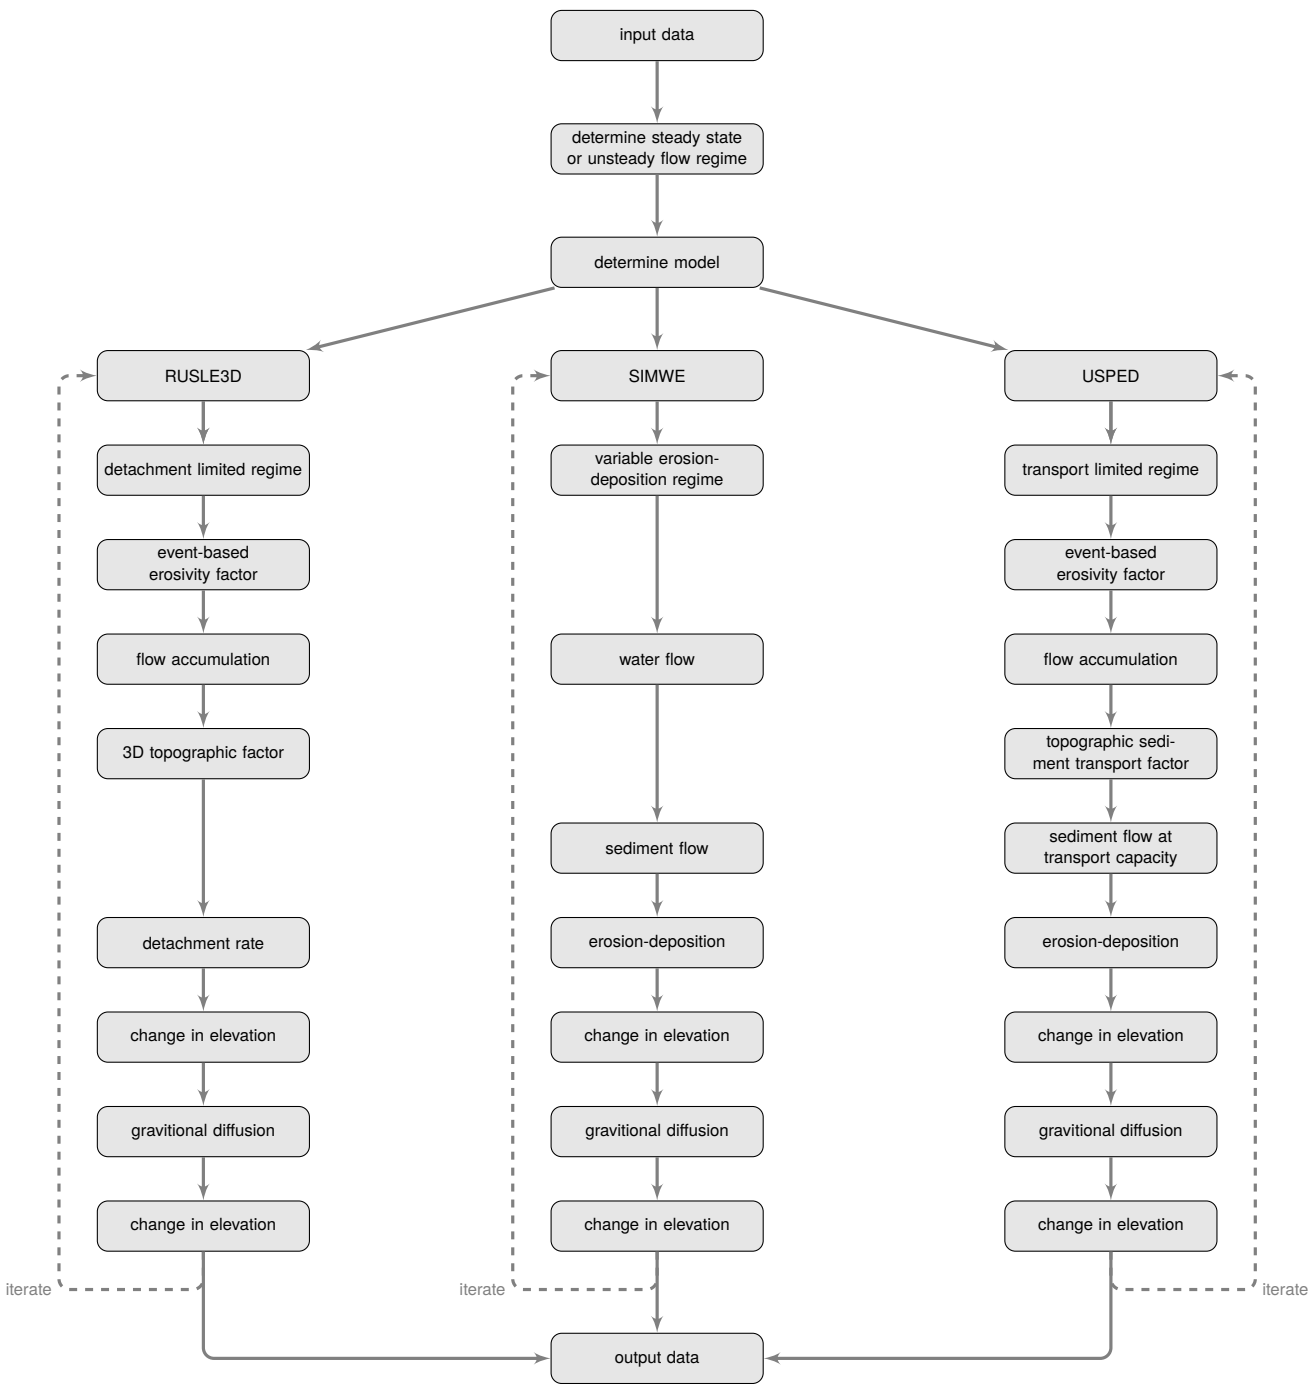 input data
determine steady state
or unsteady flow regime
determine model
RUSLE3D
SIMWE
USPED
detachment limited regime
variable erosion-
deposition regime
transport limited regime
event-based
erosivity factor
event-based
erosivity factor
flow accumulation
water flow
flow accumulation
3D topographic factor
topographic sedi-
ment transport factor
sediment flow
sediment flow at
transport capacity
detachment rate
erosion-deposition
erosion-deposition
change in elevation
change in elevation
change in elevation
gravitional diffusion
gravitional diffusion
gravitional diffusion
change in elevation
change in elevation
change in elevation
iterate
iterate
iterate
output data